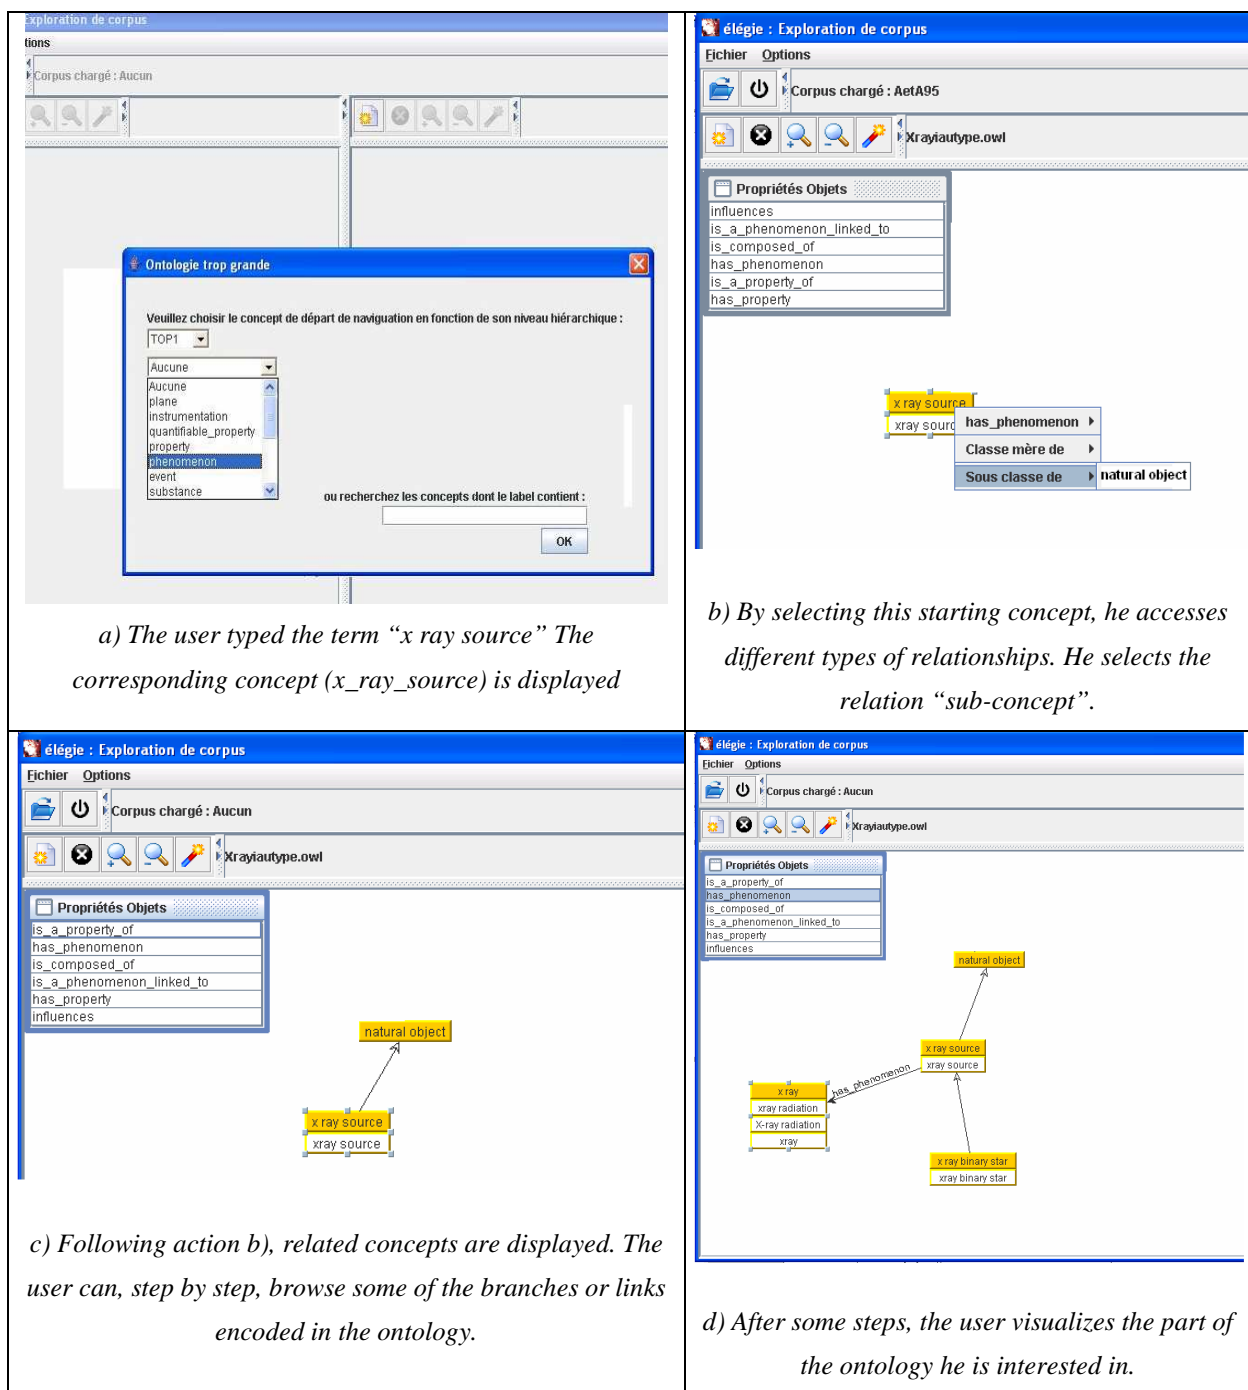 Exploration de corpus
tions
Corpus chargé : Aucun
Ontologie trop grande
Veuillez choisir le concept de départ de naviguation en fonction de son niveau hiérarchique :
TOP1
Aucune
Aucune
plane
instrumentation
quantifiable_property
property
phenomenon
event
substance
ou recherchez les concepts dont le label contient :
OK
a) The user typed the term “x ray source” The
corresponding concept (x_ray_source) is displayed
élégie : Exploration de corpus
Fichier Options
Corpus chargé : AetA95
Xrayiautype.owl
Propriétés Objets
influences
is_a_phenomenon_linked_to
is_composed_of
has_phenomenon
is_a_property_of
has_property
x ray source
xray sourc
has_phenomenon
Classe mère de
Sous classe de
natural object
b) By selecting this starting concept, he accesses
different types of relationships. He selects the
relation “sub-concept”.
élégie : Exploration de corpus
Fichier Options
Corpus chargé : Aucun
Xrayiautype.owl
Propriétés Objets
is_a_property_of
has_phenomenon
is_composed_of
is_a_phenomenon_linked_to
has_property
influences
natural object
x ray source
xray source
c) Following action b), related concepts are displayed. The
user can, step by step, browse some of the branches or links
encoded in the ontology.
élégie : Exploration de corpus
Fichier Options
Corpus chargé : Aucun
Xrayiautype.owl
Propriétés Objets
is_a_property_of
has_phenomenon
is_composed_of
is_a_phenomenon_linked_to
has_property
influences
natural object
x ray source
xray source
has_phenomenon
x ray
xray radiation
X-ray radiation
xray
x ray binary star
xray binary star
d) After some steps, the user visualizes the part of
the ontology he is interested in.